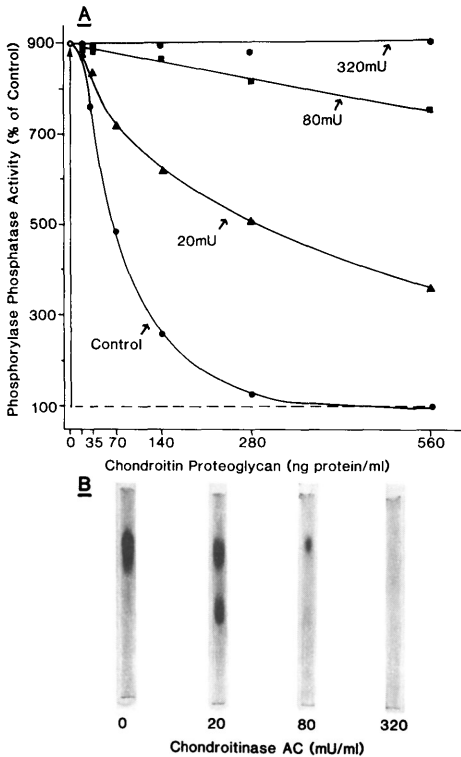 A
Phosphorylase Phosphatase Activity (% of Control)
900
700
500
300
100
320mU
80mU
20mU
Control
0 35 70 140 280 560
Chondroitin Proteoglycan (ng protein/ml)
B
0 20 80 320
Chondroitinase AC (mU/ml)